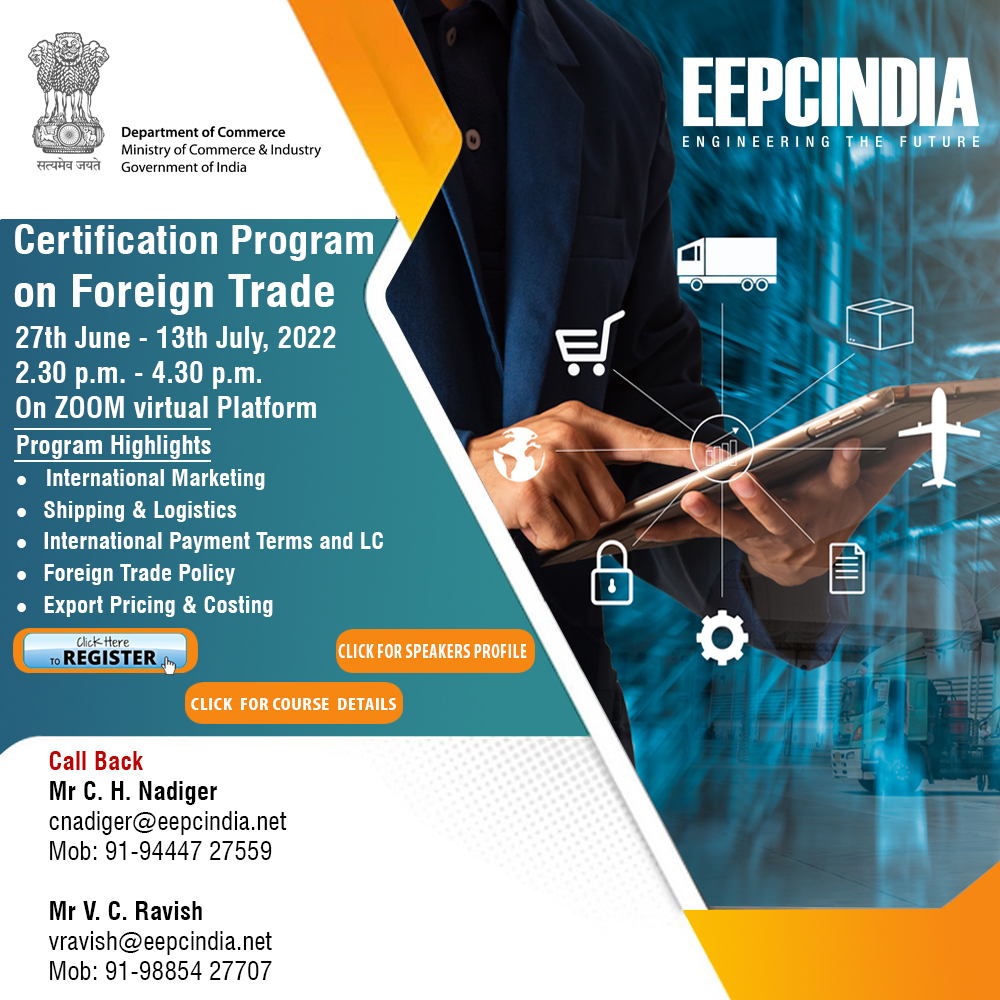 सत्यमेव जयते
Department of Commerce
Ministry of Commerce & Industry
Government of India
EEPCINDIA
ENGINEERING THE FUTURE
Certification Program
on Foreign Trade
27th June - 13th July, 2022
2.30 p.m. - 4.30 p.m.
On ZOOM virtual Platform
Program Highlights
• International Marketing
• Shipping & Logistics
• International Payment Terms and LC
• Foreign Trade Policy
• Export Pricing & Costing
Click Here
TO REGISTER
CLICK FOR SPEAKERS PROFILE
CLICK FOR COURSE DETAILS
Call Back
Mr C. H. Nadiger
cnadiger@eepcindia.net
Mob: 91-94447 27559
Mr V. C. Ravish
vravish@eepcindia.net
Mob: 91-98854 27707